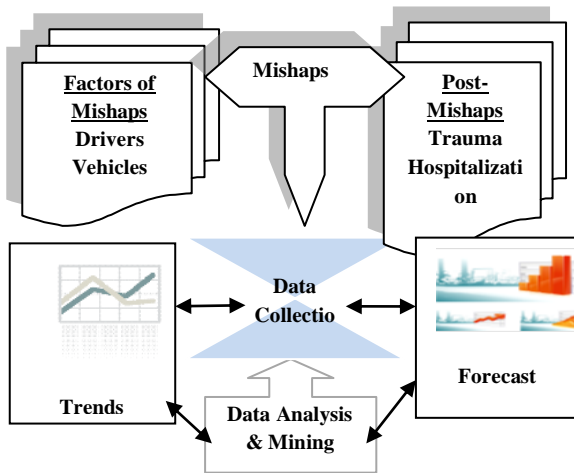 Factors of
Mishaps
Drivers
Vehicles
Mishaps
Post-
Mishaps
Trauma
Hospitalizati
on
Data
Collectio
Trends
Forecast
Data Analysis
& Mining